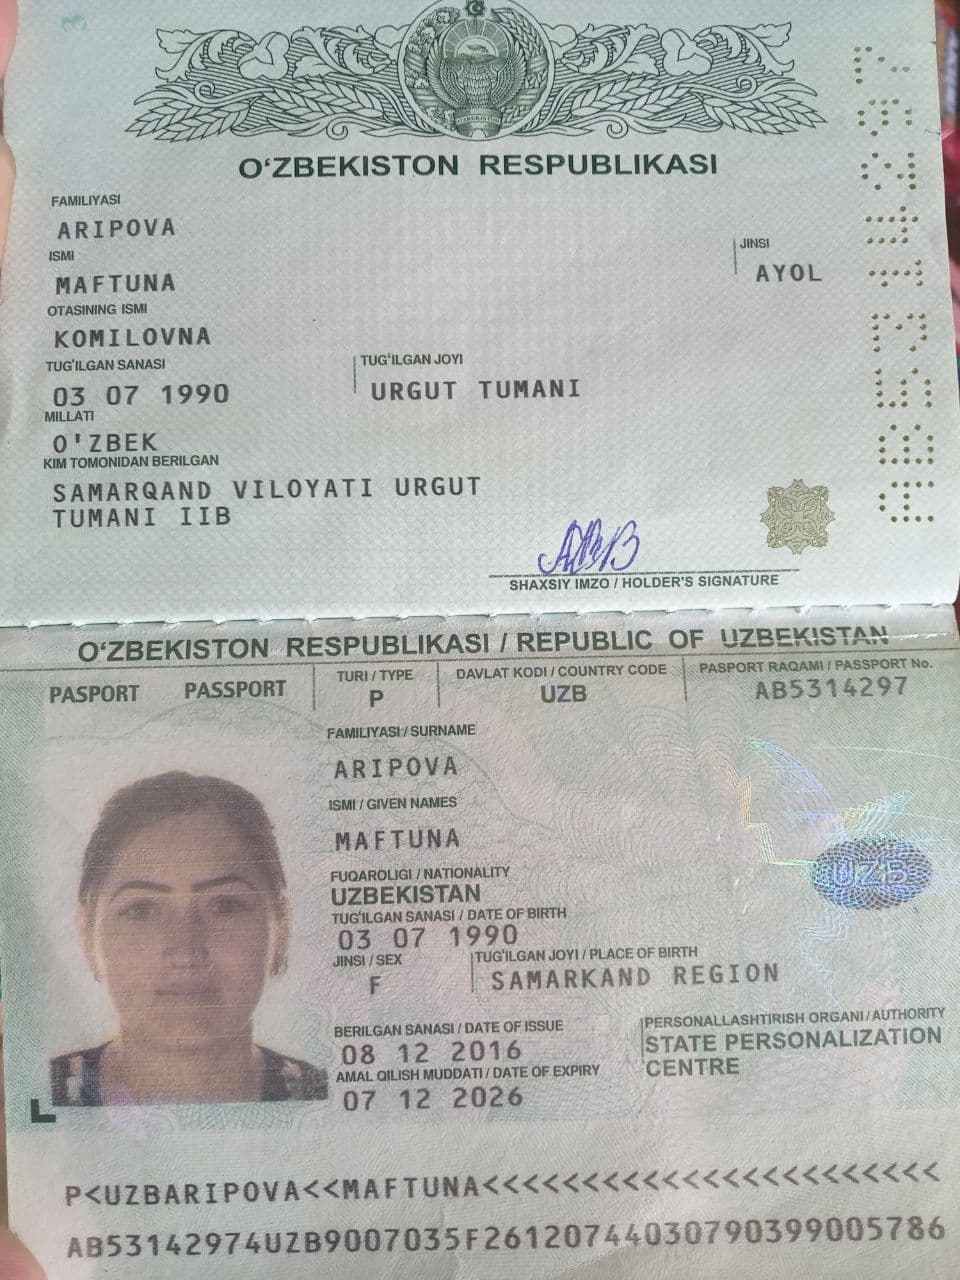 O‘ZBEKISTON RESPUBLIKASI
FAMILIYASI
ARIPOVA
ISMI
MAFTUNA
JINSI
AYOL
OTASINING ISMI
KOMILOVNA
TUG‘ILGAN SANASI
03 07 1990
TUG‘ILGAN JOYI
URGUT TUMANI
MILLATI
O'ZBEK
KIM TOMONIDAN BERILGAN
SAMARQAND VILOYATI URGUT
TUMANI IIB
SHAXSIY IMZO / HOLDER'S SIGNATURE
AB5314297
O‘ZBEKISTON RESPUBLIKASI / REPUBLIC OF UZBEKISTAN
PASPORT PASSPORT
TURI / TYPE
P
DAVLAT KODI / COUNTRY CODE
UZB
PASPORT RAQAMI / PASSPORT No.
AB5314297
FAMILIYASI / SURNAME
ARIPOVA
ISMI / GIVEN NAMES
MAFTUNA
FUQAROLIGI / NATIONALITY
UZBEKISTAN
TUG‘ILGAN SANASI / DATE OF BIRTH
03 07 1990
JINSI / SEX
F
TUG‘ILGAN JOYI / PLACE OF BIRTH
SAMARKAND REGION
BERILGAN SANASI / DATE OF ISSUE
08 12 2016
AMAL QILISH MUDDATI / DATE OF EXPIRY
07 12 2026
PERSONALLASHTIRISH ORGANI / AUTHORITY
STATE PERSONALIZATION
CENTRE
UZB
P<UZBARIPOVA<<MAFTUNA<<<<<<<<<<<<<<<<<<<<<<<
AB53142974UZB9007035F26120744030790399005786